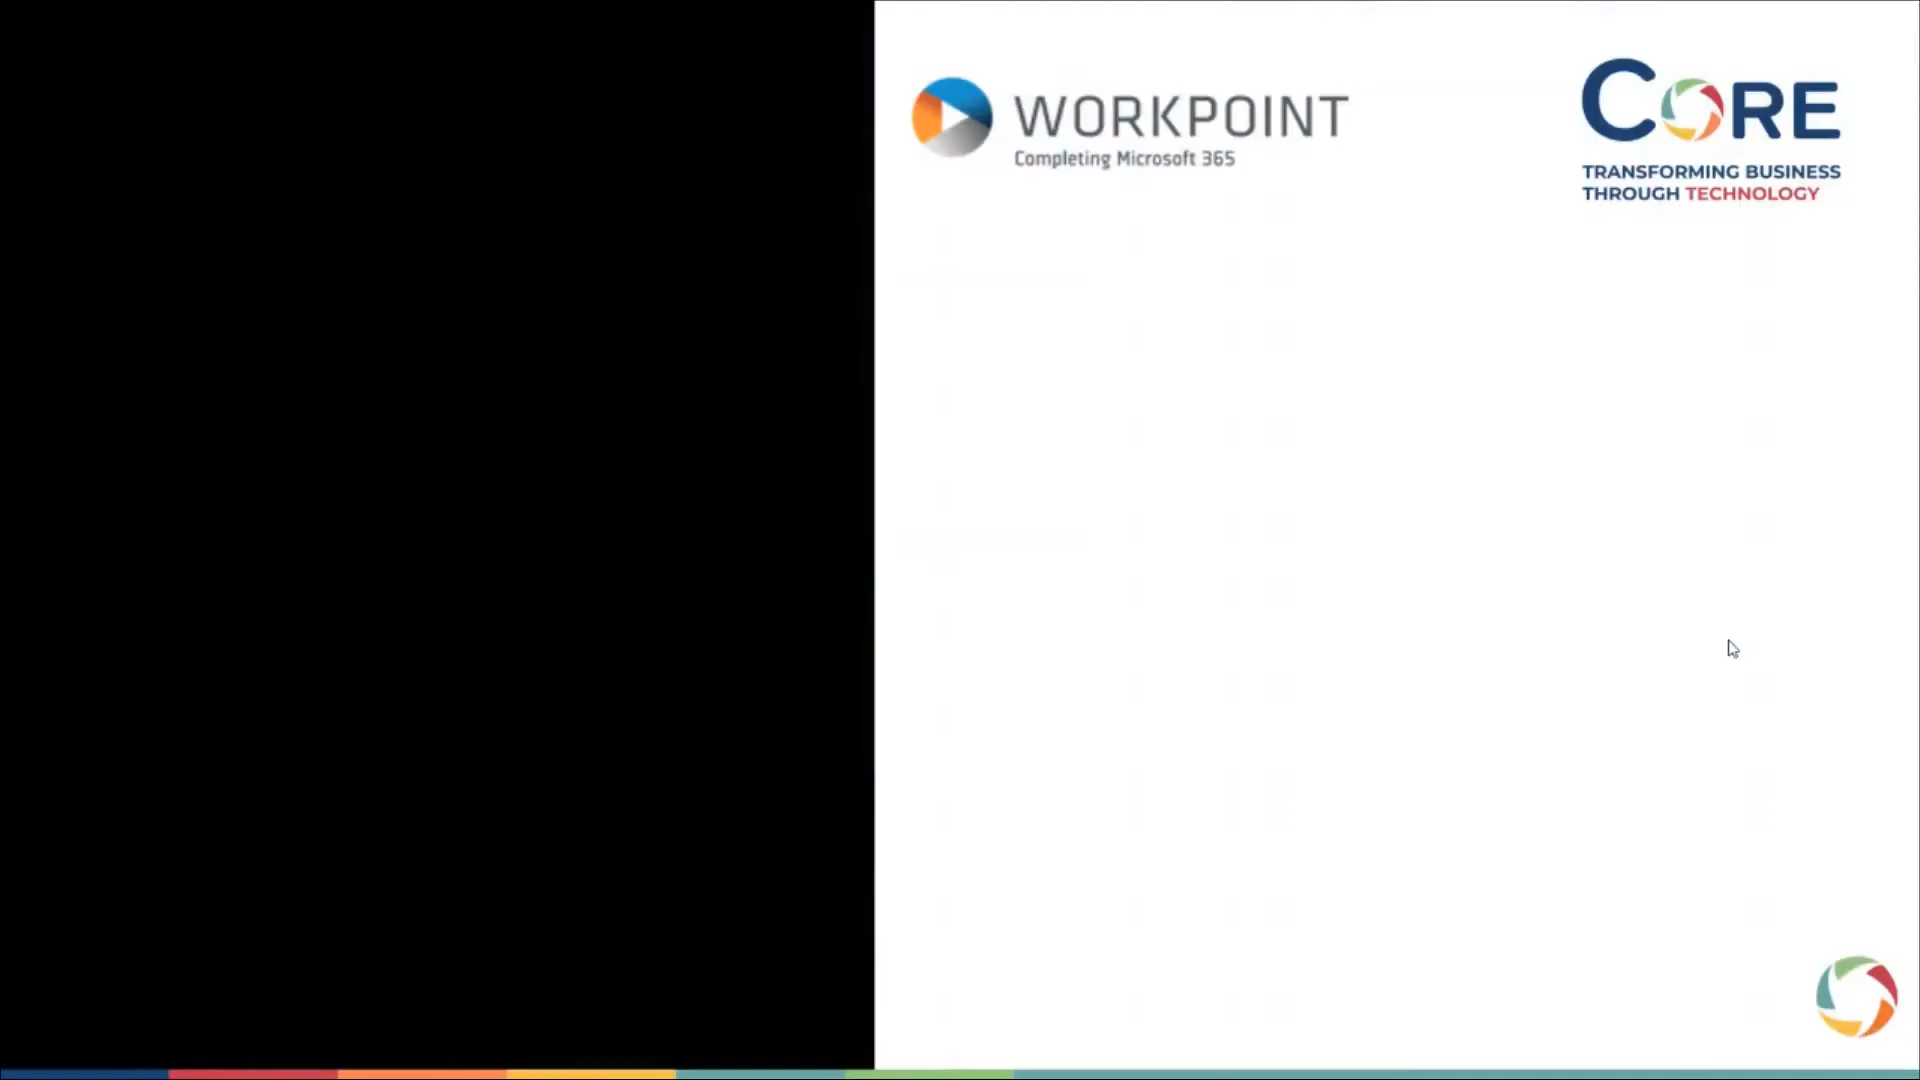 WORKPOINT
Completing Microsoft 365
CORE
TRANSFORMING BUSINESS
THROUGH TECHNOLOGY